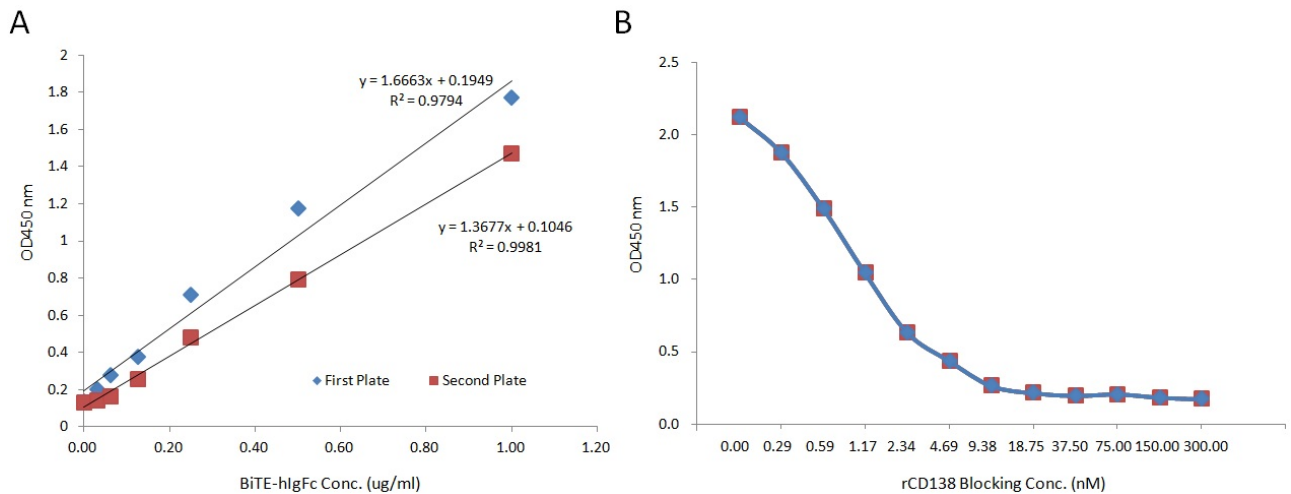 A
OD450 nm
2
1.8
1.6
1.4
1.2
1
0.8
0.6
0.4
0.2
0
y = 1.6663x + 0.1949
R² = 0.9794
y = 1.3677x + 0.1046
R² = 0.9981
First Plate Second Plate
0.00 0.20 0.40 0.60 0.80 1.00 1.20
BiTE-hIgFc Conc. (ug/ml)
B
OD450 nm
2.5
2.0
1.5
1.0
0.5
0.0
0.00 0.29 0.59 1.17 2.34 4.69 9.38 18.75 37.50 75.00 150.00 300.00
rCD138 Blocking Conc. (nM)